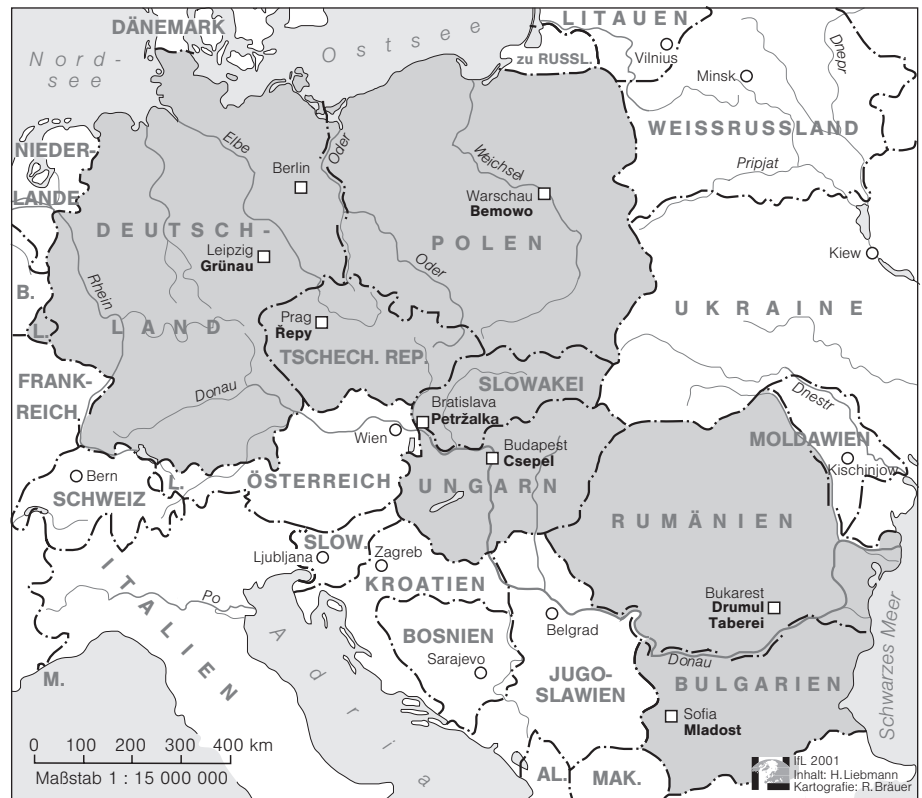 DÄNEMARK
Nord-
see
Ostsee
LITAUEN
Vilnius
zu RUSSL.
Minsk
Dnepr
WEISSRUSSLAND
Pripjat
NIEDER-
LANDE
Elbe
Oder
Berlin
Weichsel
Warschau
Bemowo
DEUTSCH-
LAND
Leipzig
Grünau
POLEN
Oder
Kiew
B.
L.
Rhein
UKRAINE
Prag
Řepy
TSCHECH. REP.
SLOWAKEI
FRANK-
REICH
Donau
Bratislava
Petržalka
Wien
Budapest
Csepel
Dnestr
MOLDAWIEN
Kischinjow
Bern
SCHWEIZ
L.
ÖSTERREICH
UNGARN
RUMÄNIEN
SLOW.
Ljubljana
Zagreb
KROATIEN
ITALIEN
Po
Adria
BOSNIEN
Sarajevo
Belgrad
Bukarest
Drumul
Taberei
Schwarzes Meer
Donau
M.
JUGO-
SLAWIEN
BULGARIEN
Sofia
Mladost
AL.
MAK.
0 100 200 300 400 km
Maßstab 1 : 15 000 000
IfL 2001
Inhalt: H.Liebmann
Kartografie: R.Bräuer